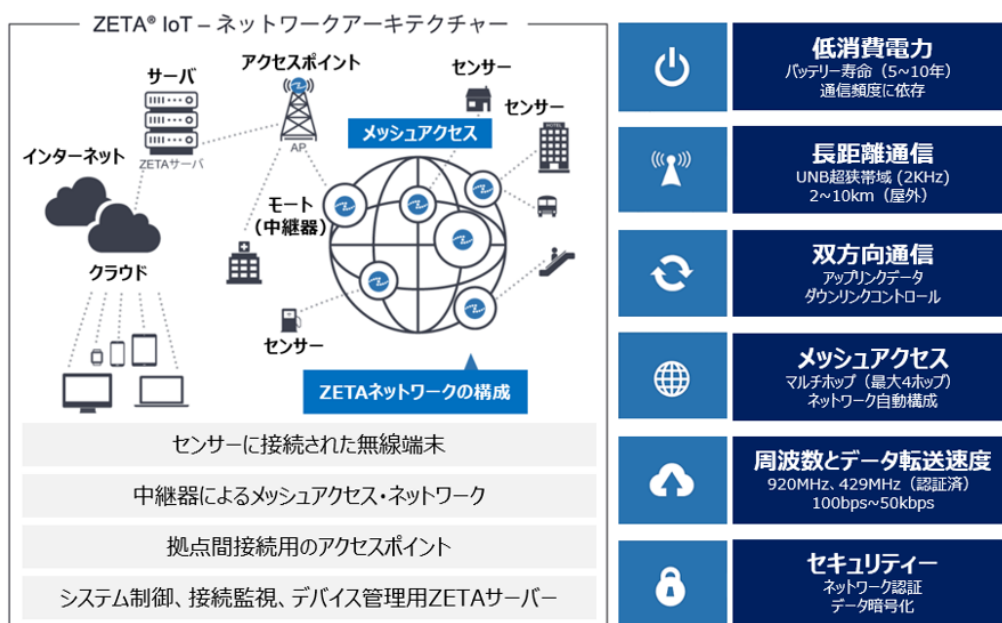 ZETA® IoT – ネットワークアーキテクチャー
アクセスポイント
サーバ
センサー
センサー
メッシュアクセス
AP
インターネット
ZETAサーバ
モート
(中継器)
クラウド
センサー
ZETAネットワークの構成
センサーに接続された無線端末
中継器によるメッシュアクセス・ネットワーク
拠点間接続用のアクセスポイント
システム制御、接続監視、デバイス管理用ZETAサーバー
低消費電力
バッテリー寿命（5~10年）
通信頻度に依存
長距離通信
UNB超狭帯域 (2KHz)
2~10km（屋外）
双方向通信
アップリンクデータ
ダウンリンクコントロール
メッシュアクセス
マルチホップ（最大4ホップ）
ネットワーク自動構成
周波数とデータ転送速度
920MHz、429MHz（認証済）
100bps~50kbps
セキュリティー
ネットワーク認証
データ暗号化